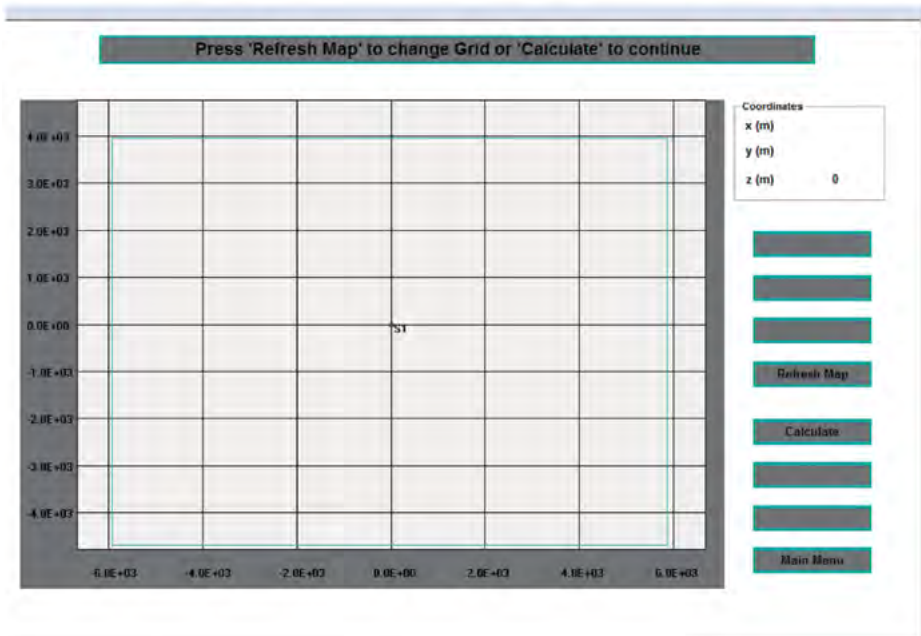 Press 'Refresh Map' to change Grid or 'Calculate' to continue
Coordinates
x (m)
y (m)
z (m) 0
4.0E+03
3.0E+03
2.0E+03
1.0E+03
0.0E+00
-1.0E+03
-2.0E+03
-3.0E+03
-4.0E+03
S1
-6.0E+03 -4.0E+03 -2.0E+03 0.0E+00 2.0E+03 4.0E+03 6.0E+03
Refresh Map
Calculate
Main Menu